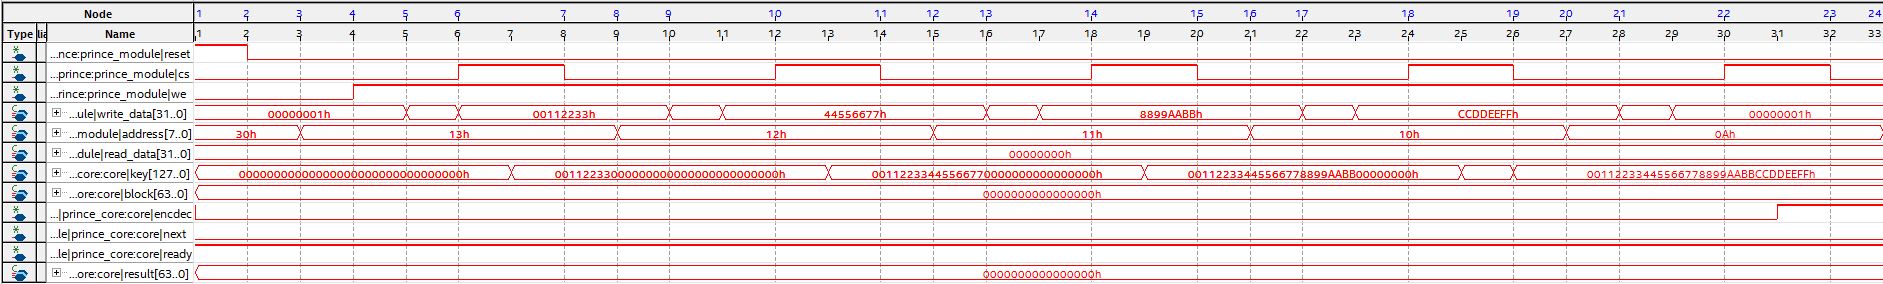 Node 1 2 3 4 5 6 7 8 9 10 11 12 13 14 15 16 17 18 19 20 21 22 23 24
Type lia Name 1 2 3 4 5 6 7 8 9 10 11 12 13 14 15 16 17 18 19 20 21 22 23 24 25 26 27 28 29 30 31 32 33
...nce:prince_module|reset
...prince:prince_module|cs
...rince:prince_module|we
...ule|write_data[31..0] 00000001h 00112233h 44556677h 8899AABBh CCDDEEFFh 00000001h
...module|address[7..0] 30h 13h 12h 11h 10h 0Ah
...dule|read_data[31..0] 00000000h
...core:core|key[127..0] 00000000000000000000000000000000h 00112233000000000000000000000000h 00112233445566770000000000000000h 00112233445566778899AABB00000000h 00112233445566778899AABBCCDDEEFFh
...ore:core|block[63..0] 0000000000000000h
...|prince_core:core|encdec
...le|prince_core:core|next
...le|prince_core:core|ready
...ore:core|result[63..0] 0000000000000000h